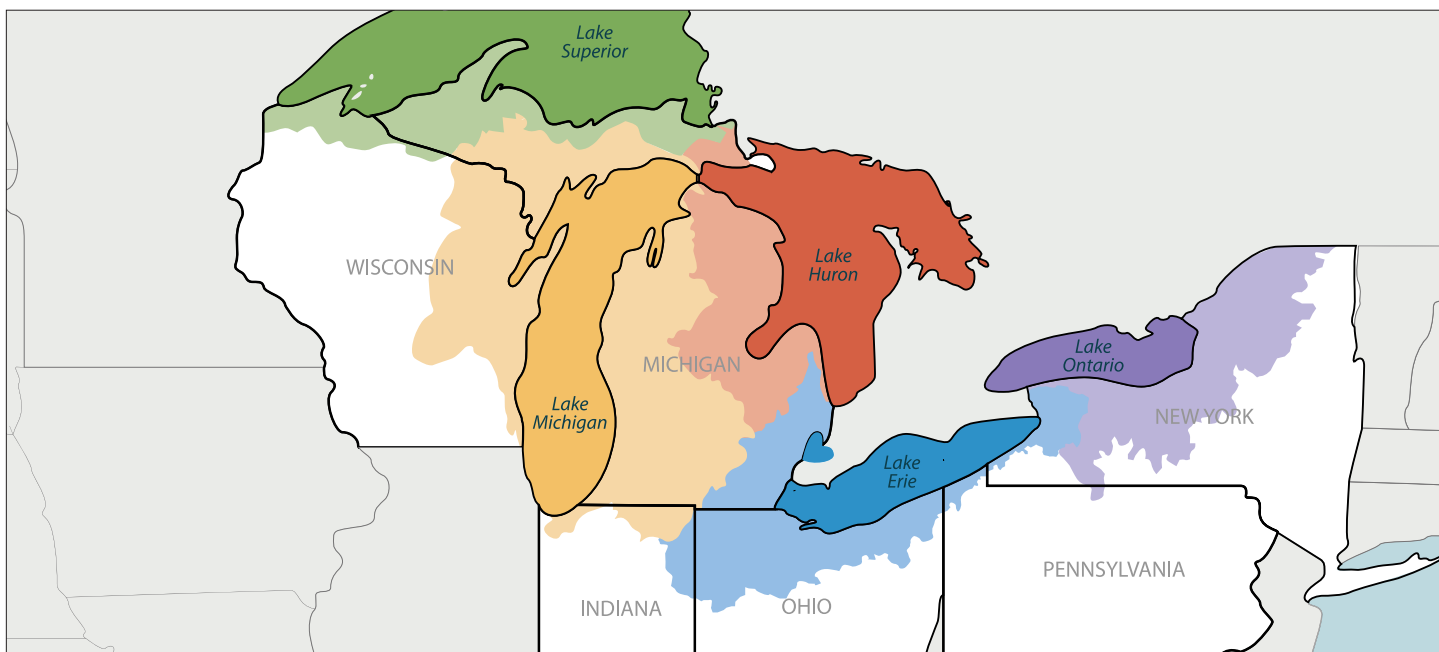 Lake
Superior
WISCONSIN
Lake
Huron
MICHIGAN
Lake
Ontario
Lake
Michigan
NEW YORK
Lake
Erie
PENNSYLVANIA
INDIANA
OHIO